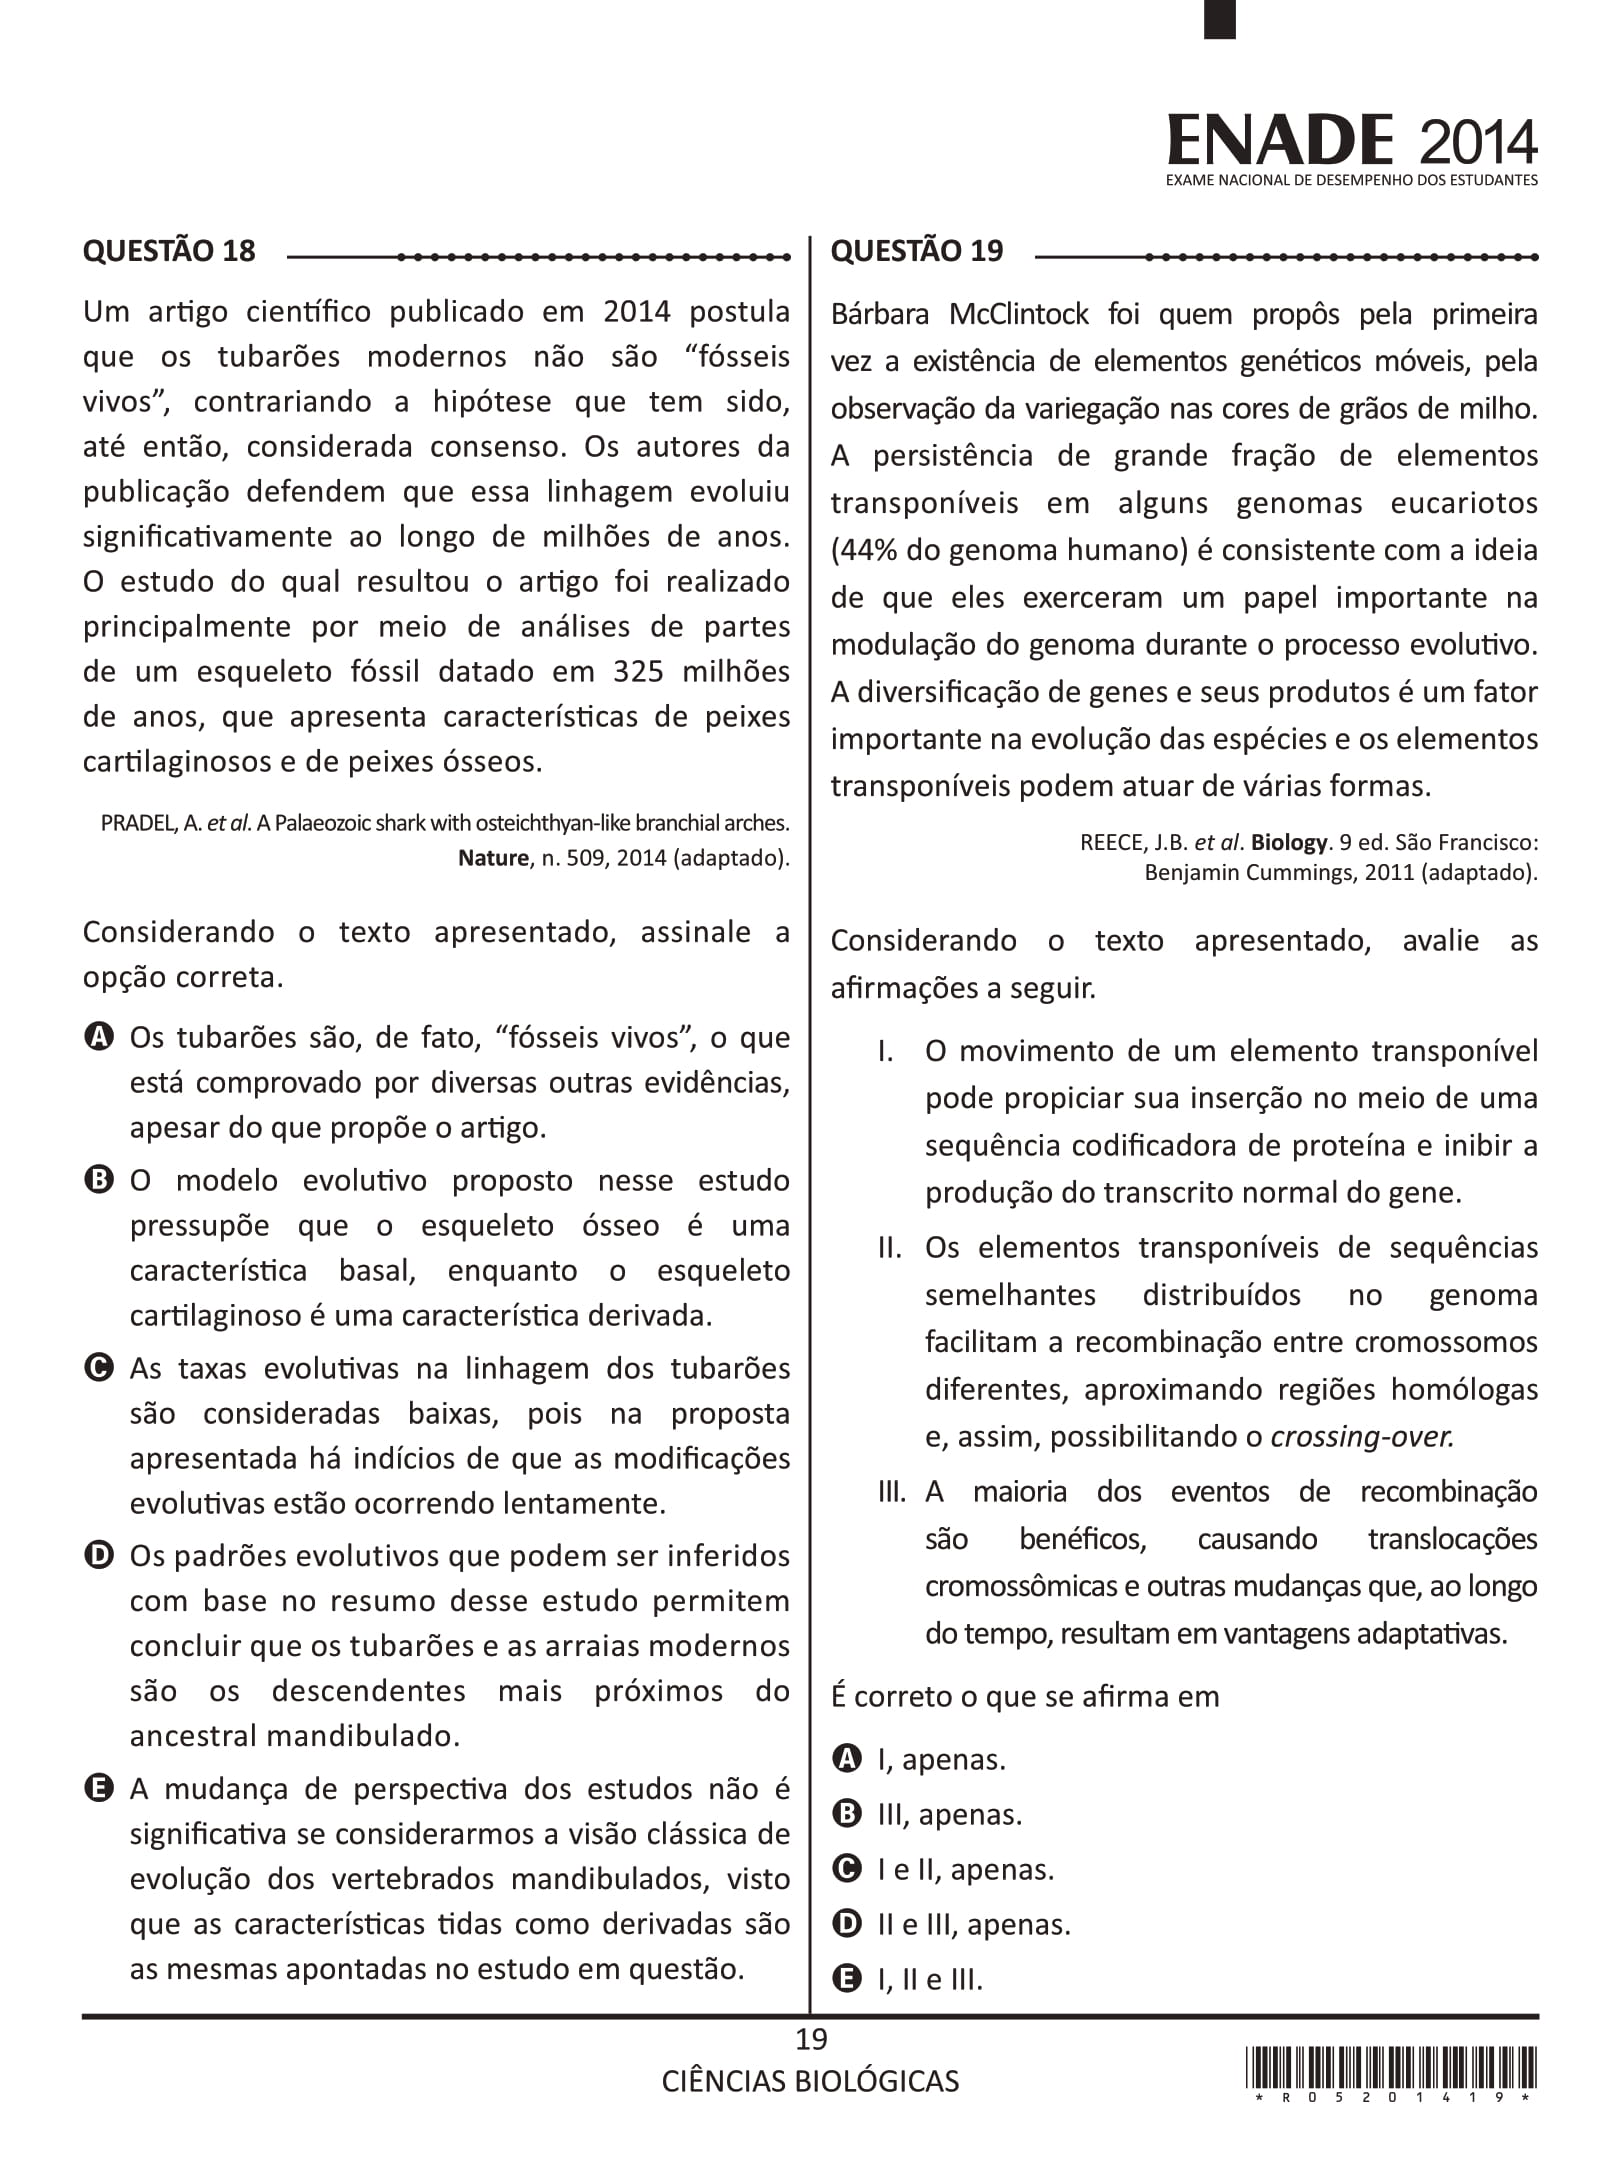 ENADE 2014
EXAME NACIONAL DE DESEMPENHO DOS ESTUDANTES
QUESTÃO 18
Um artigo científico publicado em 2014 postula
que os tubarões modernos não são “fósseis
vivos”, contrariando a hipótese que tem sido,
até então, considerada consenso. Os autores da
publicação defendem que essa linhagem evoluiu
significativamente ao longo de milhões de anos.
O estudo do qual resultou o artigo foi realizado
principalmente por meio de análises de partes
de um esqueleto fóssil datado em 325 milhões
de anos, que apresenta características de peixes
cartilaginosos e de peixes ósseos.
PRADEL, A. et al. A Palaeozoic shark with osteichthyan-like branchial arches.
Nature, n. 509, 2014 (adaptado).
Considerando o texto apresentado, assinale a
opção correta.
A Os tubarões são, de fato, “fósseis vivos”, o que
está comprovado por diversas outras evidências,
apesar do que propõe o artigo.
B O modelo evolutivo proposto nesse estudo
pressupõe que o esqueleto ósseo é uma
característica basal, enquanto o esqueleto
cartilaginoso é uma característica derivada.
C As taxas evolutivas na linhagem dos tubarões
são consideradas baixas, pois na proposta
apresentada há indícios de que as modificações
evolutivas estão ocorrendo lentamente.
D Os padrões evolutivos que podem ser inferidos
com base no resumo desse estudo permitem
concluir que os tubarões e as arraias modernos
são os descendentes mais próximos do
ancestral mandibulado.
E A mudança de perspectiva dos estudos não é
significativa se considerarmos a visão clássica de
evolução dos vertebrados mandibulados, visto
que as características tidas como derivadas são
as mesmas apontadas no estudo em questão.
QUESTÃO 19
Bárbara McClintock foi quem propôs pela primeira
vez a existência de elementos genéticos móveis, pela
observação da variegação nas cores de grãos de milho.
A persistência de grande fração de elementos
transponíveis em alguns genomas eucariotos
(44% do genoma humano) é consistente com a ideia
de que eles exerceram um papel importante na
modulação do genoma durante o processo evolutivo.
A diversificação de genes e seus produtos é um fator
importante na evolução das espécies e os elementos
transponíveis podem atuar de várias formas.
REECE, J.B. et al. Biology. 9 ed. São Francisco:
Benjamin Cummings, 2011 (adaptado).
Considerando o texto apresentado, avalie as
afirmações a seguir.
I. O movimento de um elemento transponível
pode propiciar sua inserção no meio de uma
sequência codificadora de proteína e inibir a
produção do transcrito normal do gene.
II. Os elementos transponíveis de sequências
semelhantes distribuídos no genoma
facilitam a recombinação entre cromossomos
diferentes, aproximando regiões homólogas
e, assim, possibilitando o crossing-over.
III. A maioria dos eventos de recombinação
são benéficos, causando translocações
cromossômicas e outras mudanças que, ao longo
do tempo, resultam em vantagens adaptativas.
É correto o que se afirma em
A I, apenas.
B III, apenas.
C I e II, apenas.
D II e III, apenas.
E I, II e III.
19
CIÊNCIAS BIOLÓGICAS
* R 0 5 2 0 1 4 1 9 *